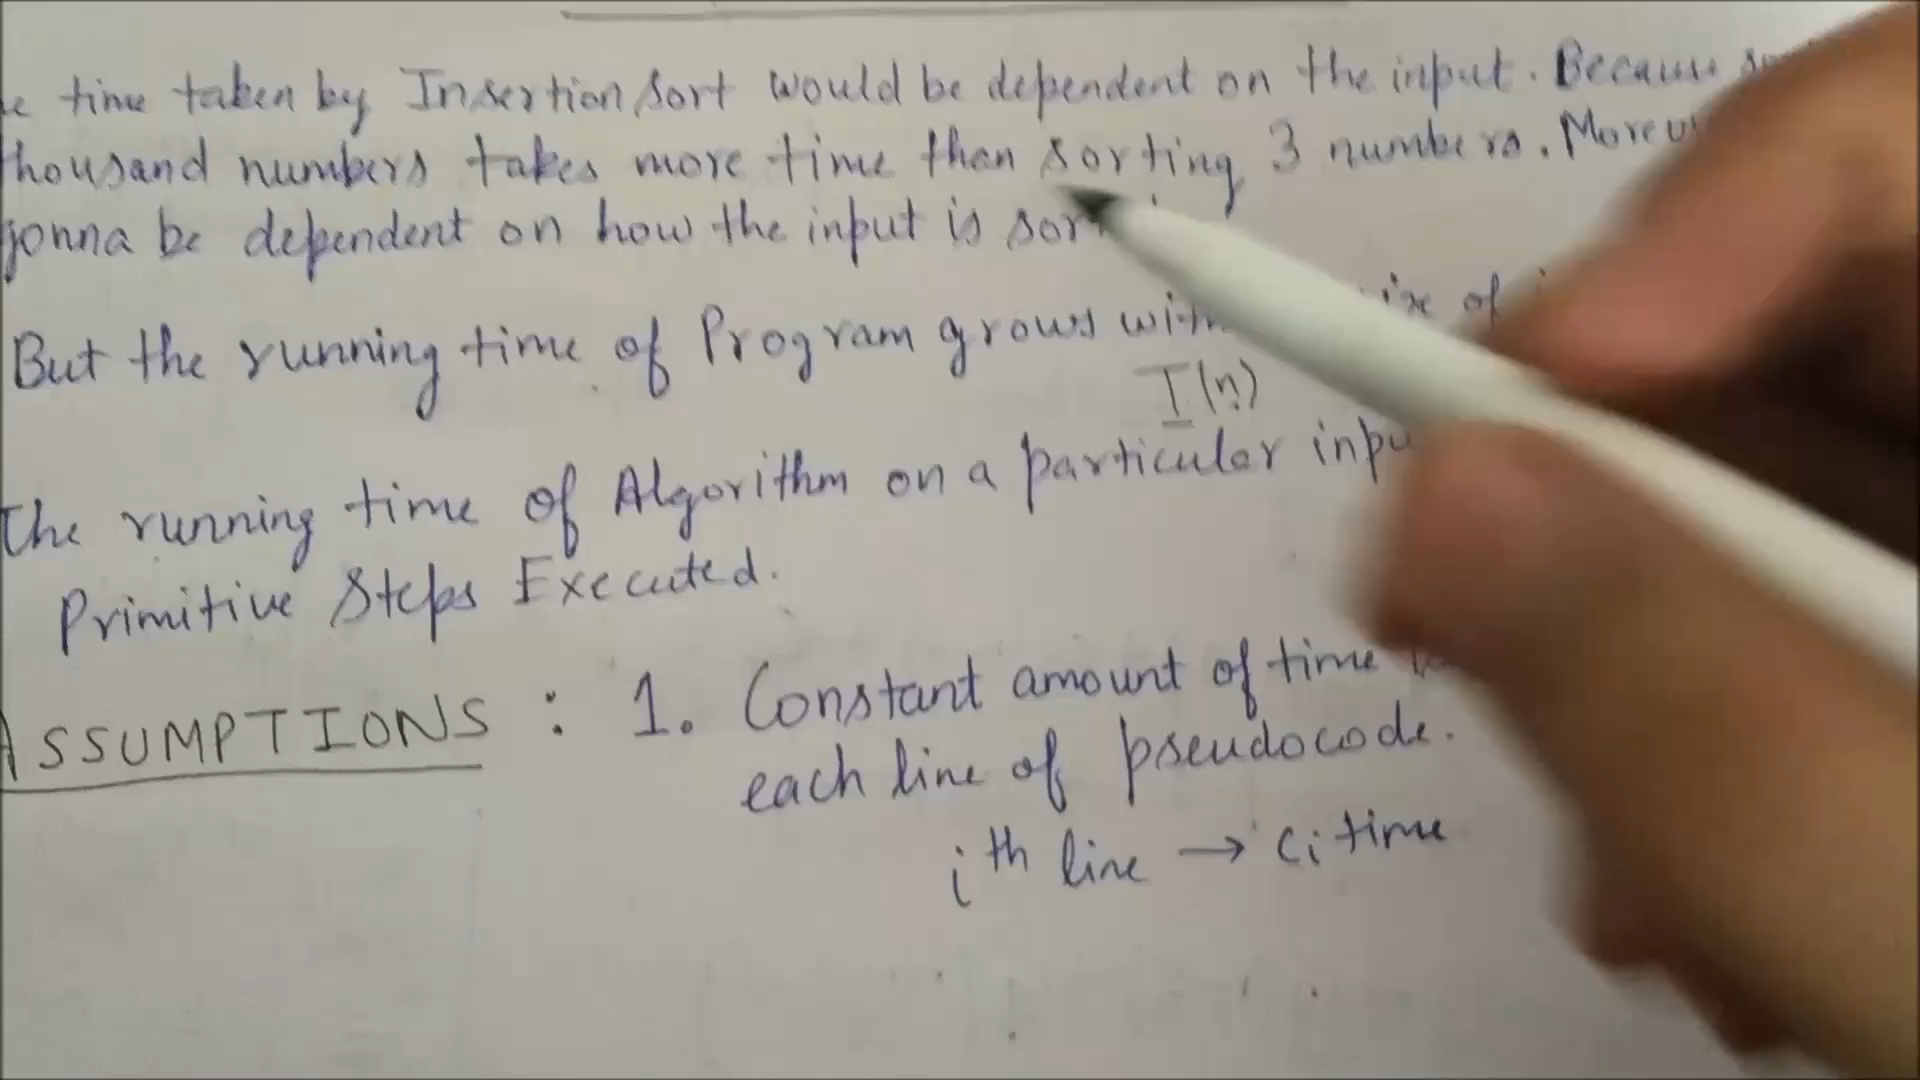 time taken by Insertion Sort would be dependent on the input. Because
thousand numbers takes more time than sorting 3 numbers.
gonna be dependent on how the input is
But the running time of Program grows of
T(n)
The running time of Algorithm on a particular
Primitive Steps Executed.
ASSUMPTIONS : 1. Constant amount of time
each line of pseudocode.
ith line → ci time